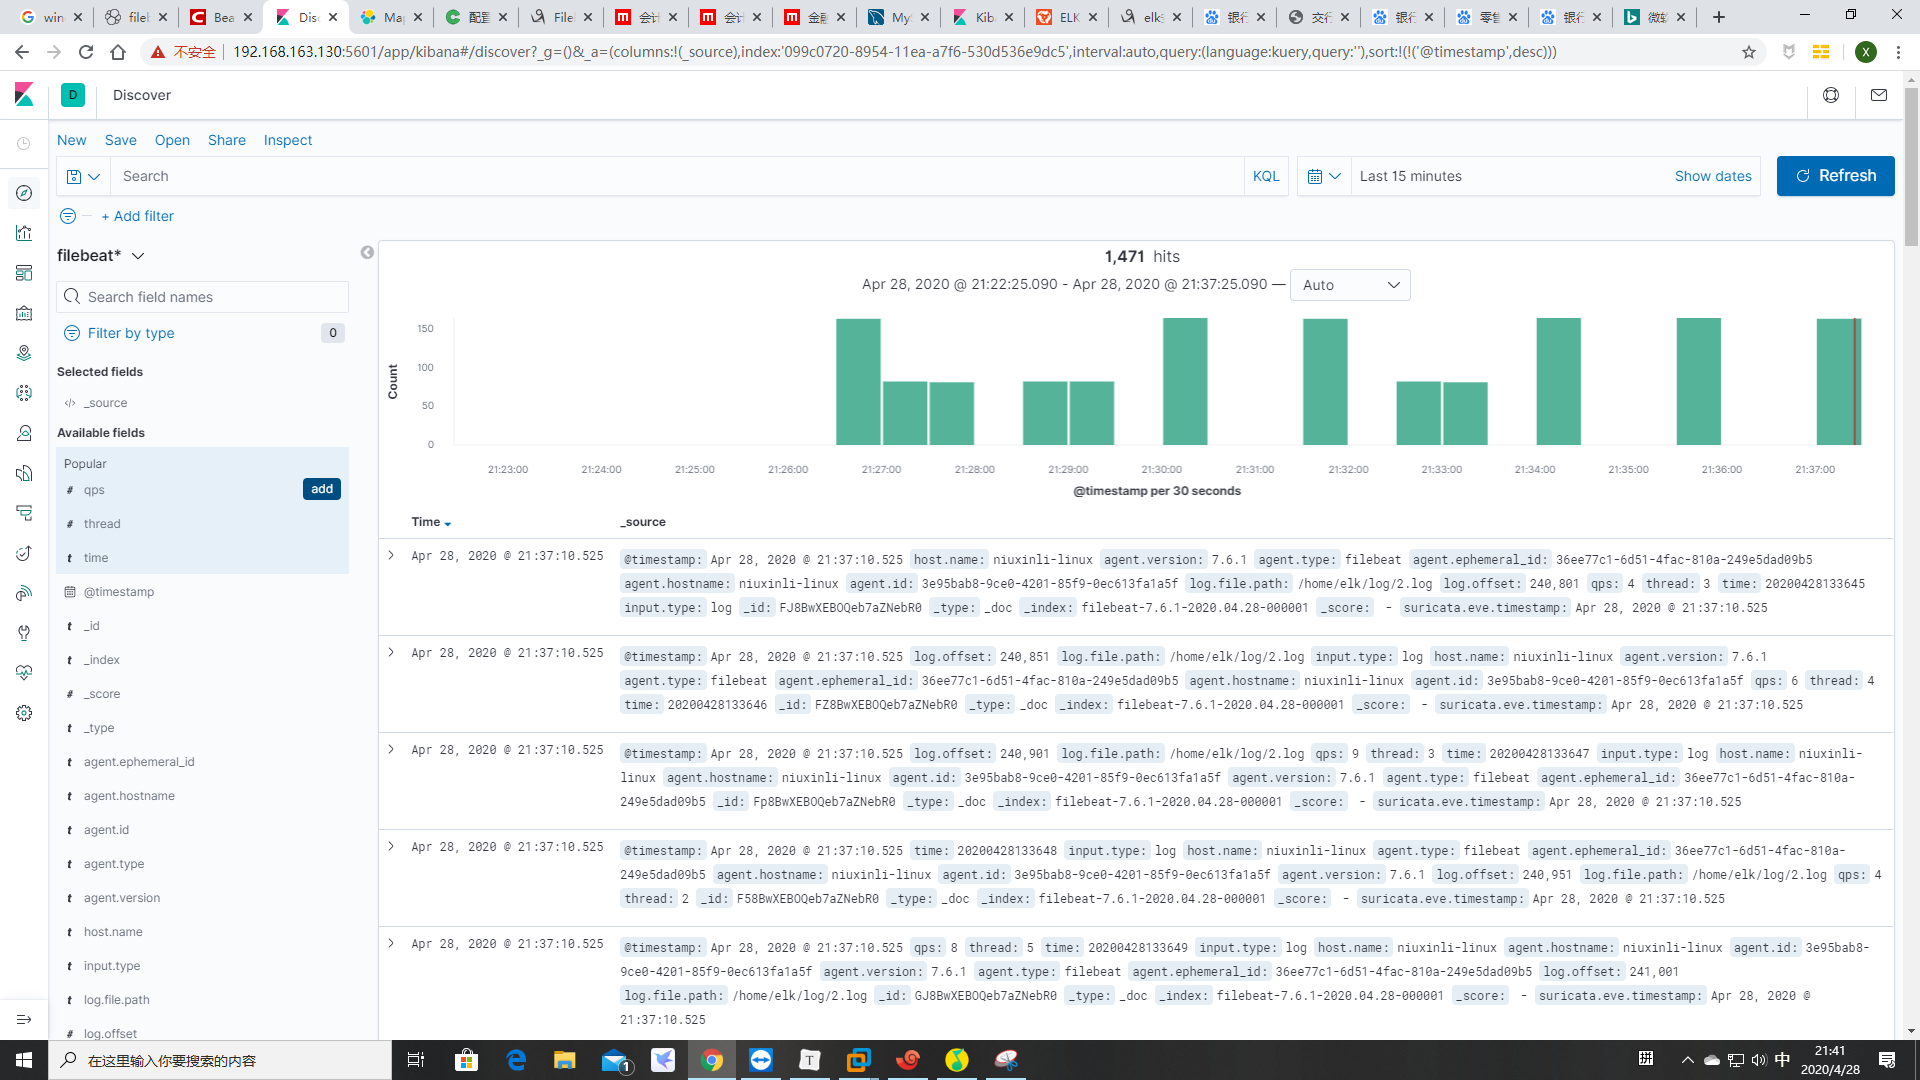 win
fileb
Bea
Disc
Map
配置
Filel
会计
会计
金融
MyS
Kiba
ELK
elks
银行
交行
银行
零售
银行
微软
不安全 192.168.163.130:5601/app/kibana#/discover?_g=()&_a=(columns:!(_source),index:'099c0720-8954-11ea-a7f6-530d536e9dc5',interval:auto,query:(language:kuery,query:''),sort:!(!('@timestamp',desc)))
X
D Discover
New Save Open Share Inspect
Search KQL Last 15 minutes Show dates Refresh
+ Add filter
filebeat*
Search field names
Filter by type 0
Selected fields
</> _source
Available fields
Popular
# qps add
# thread
t time
@timestamp
t _id
t _index
# _score
t _type
t agent.ephemeral_id
t agent.hostname
t agent.id
t agent.type
t agent.version
t host.name
t input.type
t log.file.path
# log.offset
1,471 hits
Apr 28, 2020 @ 21:22:25.090 - Apr 28, 2020 @ 21:37:25.090 — Auto
Count
150
100
50
0
21:23:00 21:24:00 21:25:00 21:26:00 21:27:00 21:28:00 21:29:00 21:30:00 21:31:00 21:32:00 21:33:00 21:34:00 21:35:00 21:36:00 21:37:00
@timestamp per 30 seconds
Time _source
Apr 28, 2020 @ 21:37:10.525 @timestamp: Apr 28, 2020 @ 21:37:10.525 host.name: niuxinli-linux agent.version: 7.6.1 agent.type: filebeat agent.ephemeral_id: 36ee77c1-6d51-4fac-810a-249e5dad09b5
agent.hostname: niuxinli-linux agent.id: 3e95bab8-9ce0-4201-85f9-0ec613fa1a5f log.file.path: /home/elk/log/2.log log.offset: 240,801 qps: 4 thread: 3 time: 20200428133645
input.type: log _id: FJ8BwXEBOQeb7aZNebR0 _type: _doc _index: filebeat-7.6.1-2020.04.28-000001 _score: - suricata.eve.timestamp: Apr 28, 2020 @ 21:37:10.525
Apr 28, 2020 @ 21:37:10.525 @timestamp: Apr 28, 2020 @ 21:37:10.525 log.offset: 240,851 log.file.path: /home/elk/log/2.log input.type: log host.name: niuxinli-linux agent.version: 7.6.1
agent.type: filebeat agent.ephemeral_id: 36ee77c1-6d51-4fac-810a-249e5dad09b5 agent.hostname: niuxinli-linux agent.id: 3e95bab8-9ce0-4201-85f9-0ec613fa1a5f qps: 6 thread: 4
time: 20200428133646 _id: FZ8BwXEBOQeb7aZNebR0 _type: _doc _index: filebeat-7.6.1-2020.04.28-000001 _score: - suricata.eve.timestamp: Apr 28, 2020 @ 21:37:10.525
Apr 28, 2020 @ 21:37:10.525 @timestamp: Apr 28, 2020 @ 21:37:10.525 log.offset: 240,901 log.file.path: /home/elk/log/2.log qps: 9 thread: 3 time: 20200428133647 input.type: log host.name: niuxinli-
linux agent.hostname: niuxinli-linux agent.id: 3e95bab8-9ce0-4201-85f9-0ec613fa1a5f agent.version: 7.6.1 agent.type: filebeat agent.ephemeral_id: 36ee77c1-6d51-4fac-810a-
249e5dad09b5 _id: Fp8BwXEBOQeb7aZNebR0 _type: _doc _index: filebeat-7.6.1-2020.04.28-000001 _score: - suricata.eve.timestamp: Apr 28, 2020 @ 21:37:10.525
Apr 28, 2020 @ 21:37:10.525 @timestamp: Apr 28, 2020 @ 21:37:10.525 time: 20200428133648 input.type: log host.name: niuxinli-linux agent.type: filebeat agent.ephemeral_id: 36ee77c1-6d51-4fac-810a-
249e5dad09b5 agent.hostname: niuxinli-linux agent.id: 3e95bab8-9ce0-4201-85f9-0ec613fa1a5f agent.version: 7.6.1 log.offset: 240,951 log.file.path: /home/elk/log/2.log qps: 4
thread: 2 _id: F58BwXEBOQeb7aZNebR0 _type: _doc _index: filebeat-7.6.1-2020.04.28-000001 _score: - suricata.eve.timestamp: Apr 28, 2020 @ 21:37:10.525
Apr 28, 2020 @ 21:37:10.525 @timestamp: Apr 28, 2020 @ 21:37:10.525 qps: 8 thread: 5 time: 20200428133649 input.type: log host.name: niuxinli-linux agent.hostname: niuxinli-linux agent.id: 3e95bab8-
9ce0-4201-85f9-0ec613fa1a5f agent.version: 7.6.1 agent.type: filebeat agent.ephemeral_id: 36ee77c1-6d51-4fac-810a-249e5dad09b5 log.offset: 241,001
log.file.path: /home/elk/log/2.log _id: GJ8BwXEBOQeb7aZNebR0 _type: _doc _index: filebeat-7.6.1-2020.04.28-000001 _score: - suricata.eve.timestamp: Apr 28, 2020 @
21:37:10.525
在这里输入你要搜索的内容
1
T
拼
中
21:41
2020/4/28